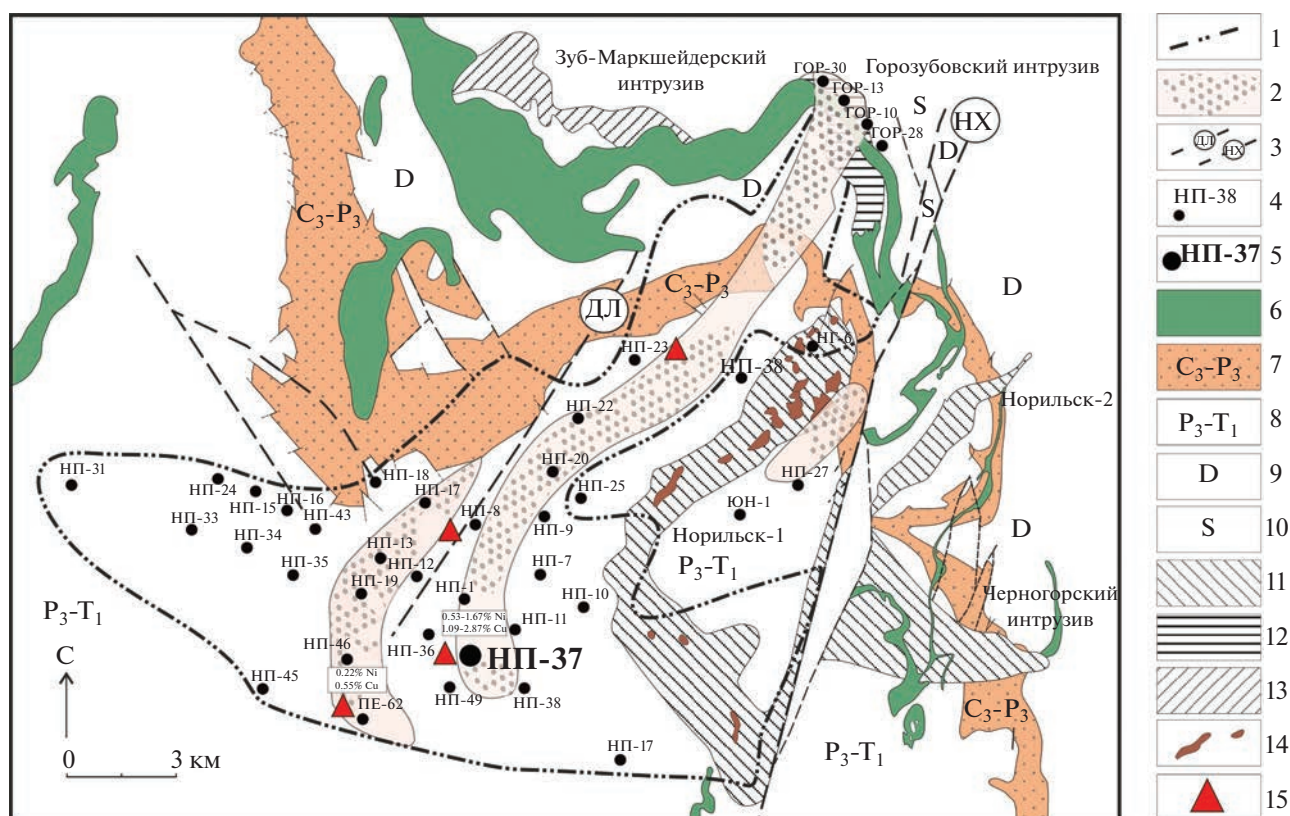 Зуб-Маркшейдерский
интрузив
ГОР-30
Горозубовский интрузив
ГОР-13
ГОР-10
ГОР-28
S
D
НХ
D
D
S
C₃-P₃
C₃-P₃
D
ДЛ
НП-23
НП-38
НГ-6
Норильск-2
НП-22
НП-31
НП-24
НП-15
НП-16
НП-18
НП-17
НП-20
НП-25
НП-27
НП-33
НП-43
НП-8
НП-9
ЮН-1
НП-34
Норильск-1
D
НП-35
НП-13
НП-12
НП-7
P₃-T₁
НП-19
НП-1
НП-10
Черногорский
интрузив
P₃-T₁
0.53-1.67% Ni
1.09-2.87% Cu
НП-11
НП-46
НП-36
НП-37
С
НП-45
0.22% Ni
0.55% Cu
ПЕ-62
НП-49
НП-38
C₃-P₃
НП-17
P₃-T₁
0 3 км
1
2
ДЛ НХ 3
НП-38 4
НП-37 5
6
C₃-P₃ 7
P₃-T₁ 8
D 9
S 10
11
12
13
14
15